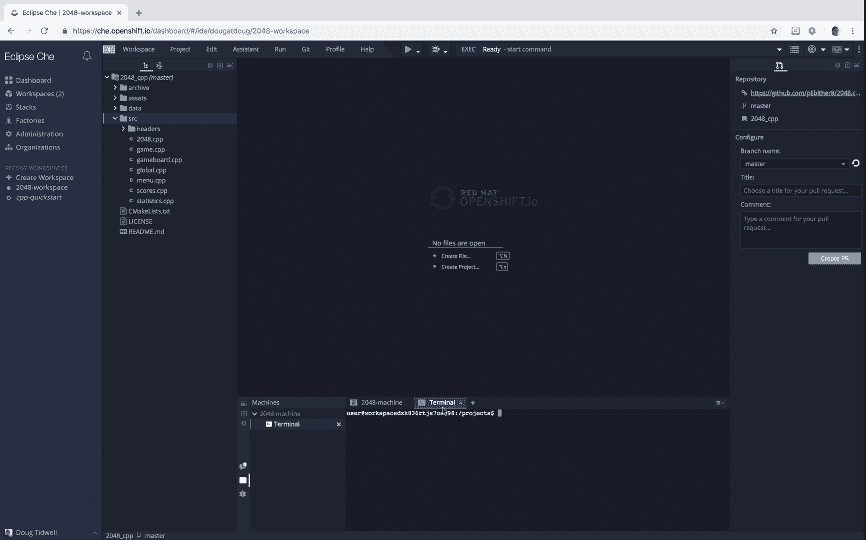 Eclipse Che | 2048-workspace
https://che.openshift.io/dashboard/#/ide/dougatdoug/2048-workspace
Eclipse Che
Workspace Project Edit Assistant Run Git Profile Help
EXEC Ready - start command
Dashboard
Workspaces (2)
Stacks
Factories
Administration
Organizations
RECENT WORKSPACES
Create Workspace
2048-workspace
cpp-quickstart
Doug Tidwell
2048_cpp (master)
archive
assets
data
src
headers
2048.cpp
game.cpp
gameboard.cpp
global.cpp
menu.cpp
scores.cpp
statistics.cpp
CMakeLists.txt
LICENSE
README.md
RED HAT
OPENSHIFT.io
No files are open
Create File...
Create Project...
Repository
https://github.com/plibither8/2048.c...
master
2048_cpp
Configure
Branch name:
master
Title:
Choose a title for your pull request...
Comment:
Type a comment for your pull
request...
Create PR
Machines
2048-machine
Terminal
2048-machine Terminal
:/projects$
2048_cpp master